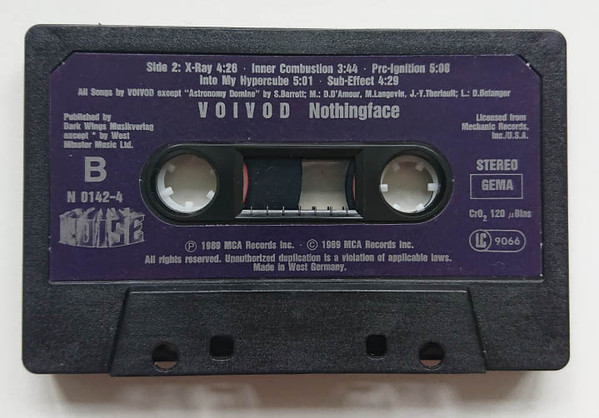 Side 2: X-Ray 4:26 · Inner Combustion 3:44 · Pre-Ignition 5:00
Into My Hypercube 5:01 · Sub-Effect 4:29
All Songs by VOIVOD except "Astronomy Domine" by S.Barrett; M.: D.D'Amour, M.Langevin, J.-Y.Theriault; L.: D.Belanger
VOIVOD Nothingface
Published by
Dark Wings Musikverlag
except * by West
Minster Music Ltd.
Licensed from
Mechanic Records,
Inc./U.S.A.
B
N 0142-4
NOISE
STEREO
GEMA
CrO₂ 120 µBias
LC 9066
Ⓟ 1989 MCA Records Inc. · © 1989 MCA Records Inc.
All rights reserved. Unauthorized duplication is a violation of applicable laws.
Made in West Germany.